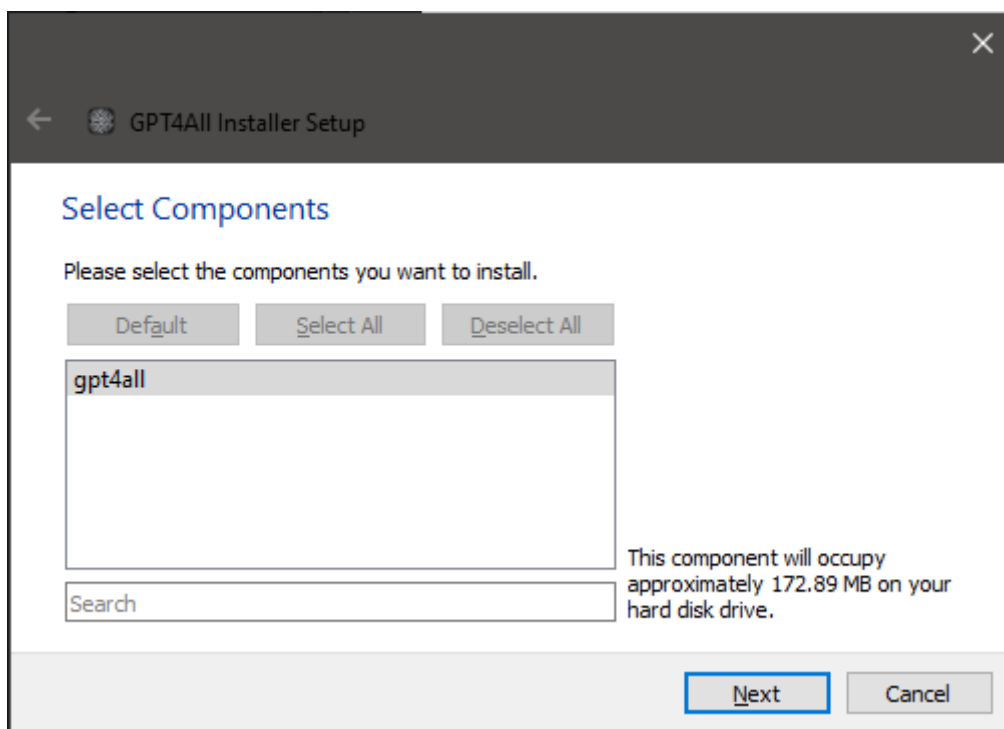 GPT4All Installer Setup
Select Components
Please select the components you want to install.
Default Select All Deselect All
gpt4all
This component will occupy
approximately 172.89 MB on your
hard disk drive.
Search
Next Cancel